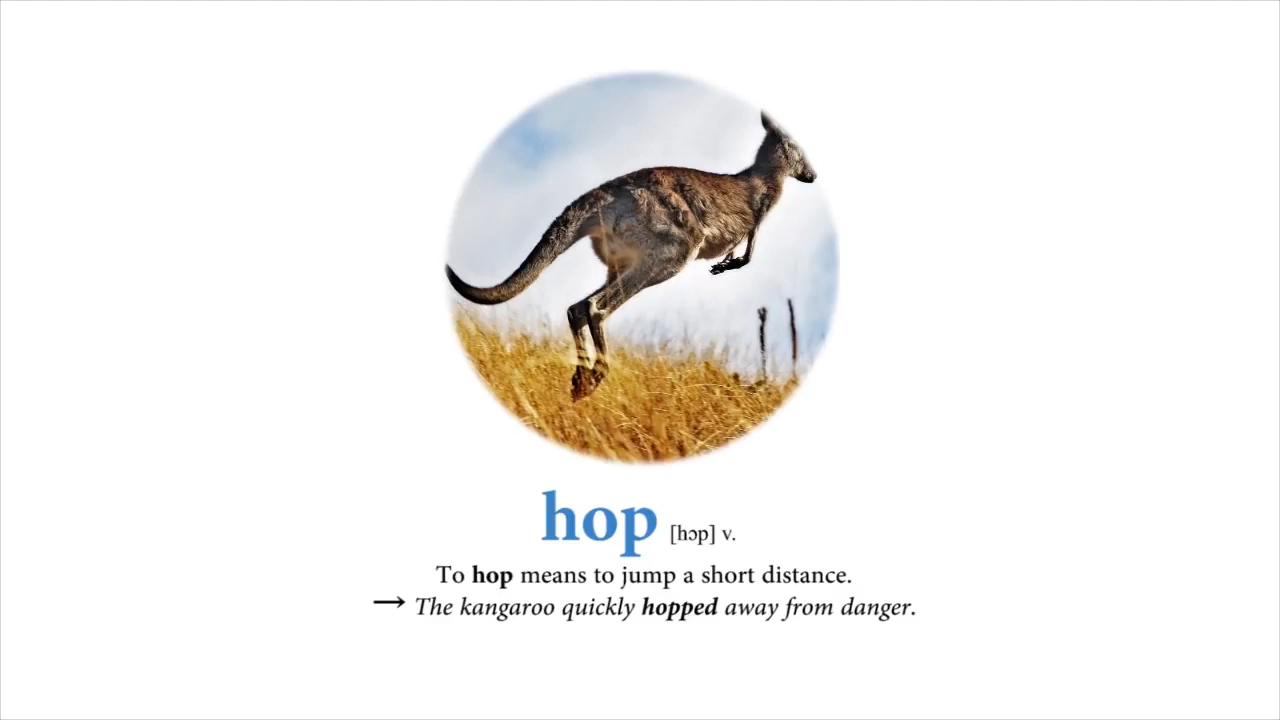 hop [hɔp] v.
To hop means to jump a short distance.
→ The kangaroo quickly hopped away from danger.